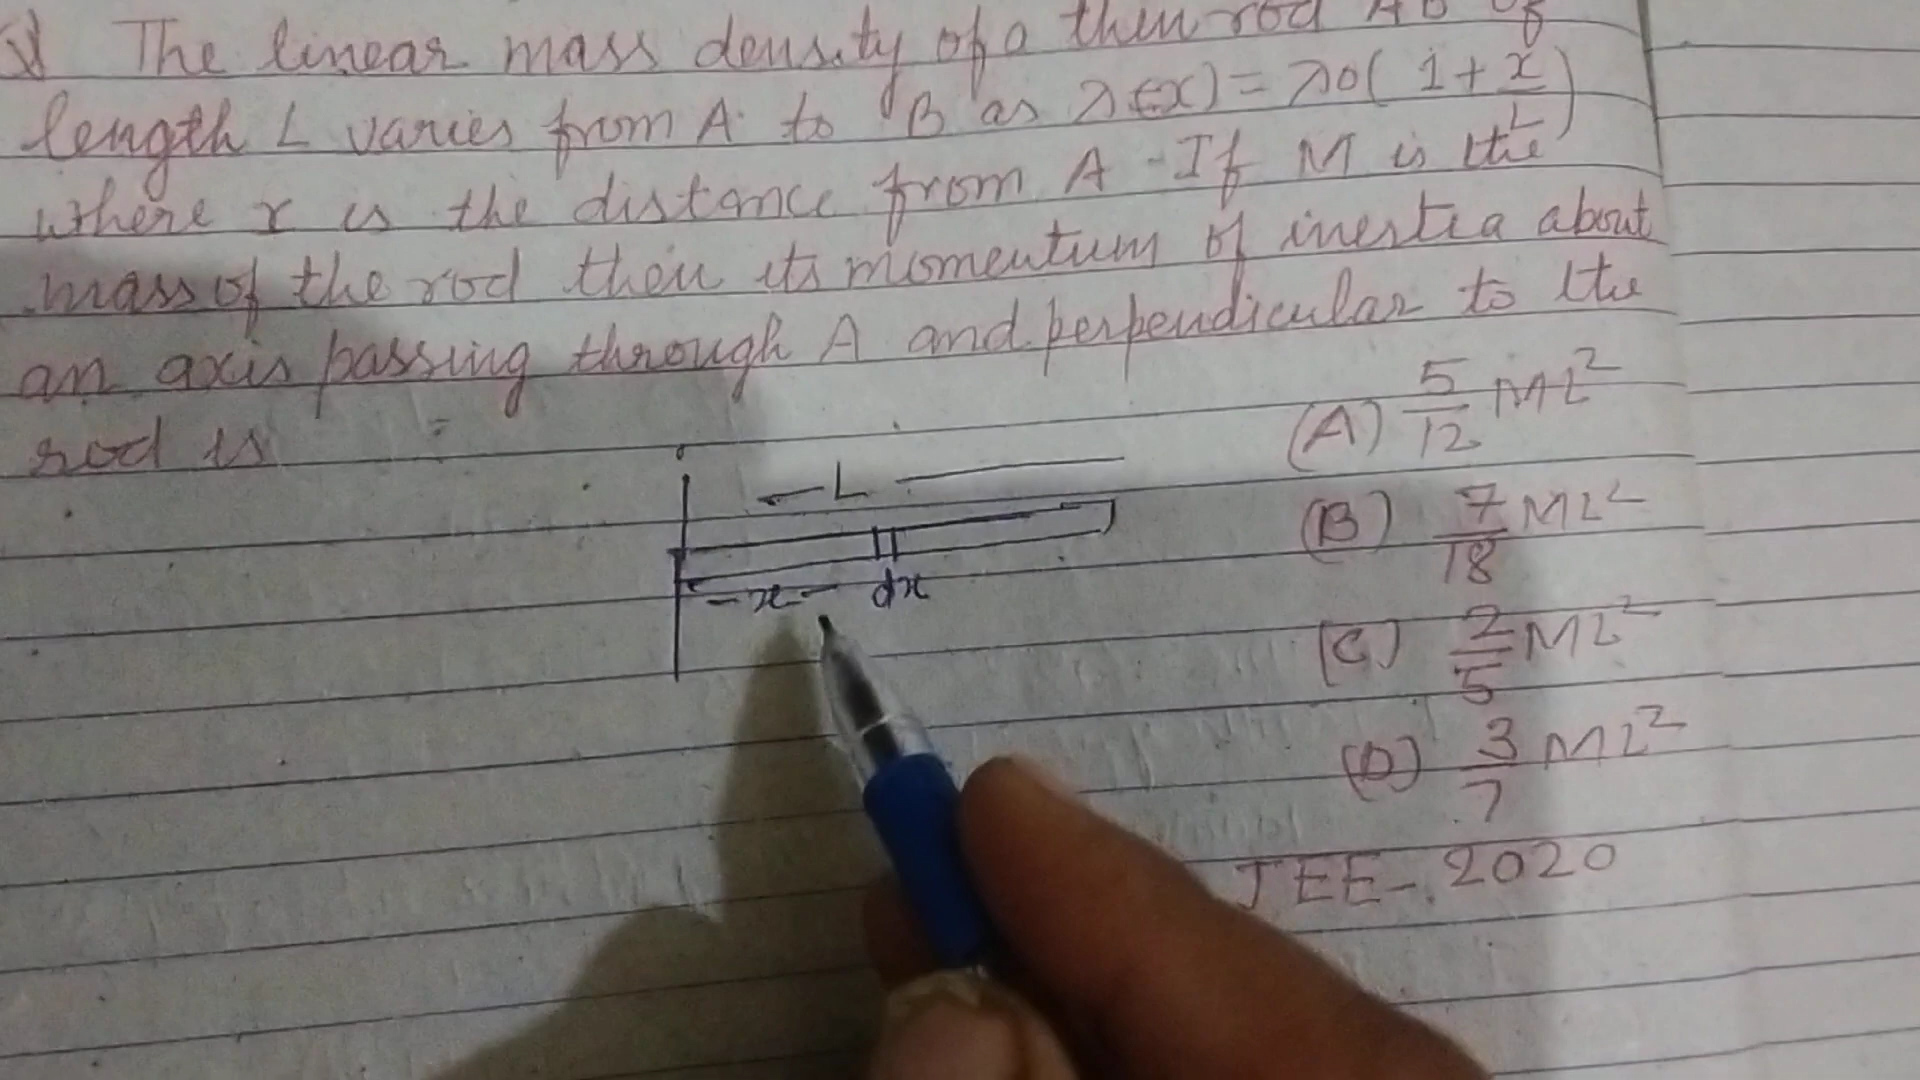 The linear mass density of a thin rod AB of
length L varies from A to B as λ(x) = λ0( 1 + x/L )
where x is the distance from A - If M is the
mass of the rod then its momentum of inertia about
an axis passing through A and perpendicular to the
rod is
(A) 5/12 ML²
L
(B) 7/18 ML²
x dx
(C) 2/5 ML²
(D) 3/7 ML²
JEE-2020